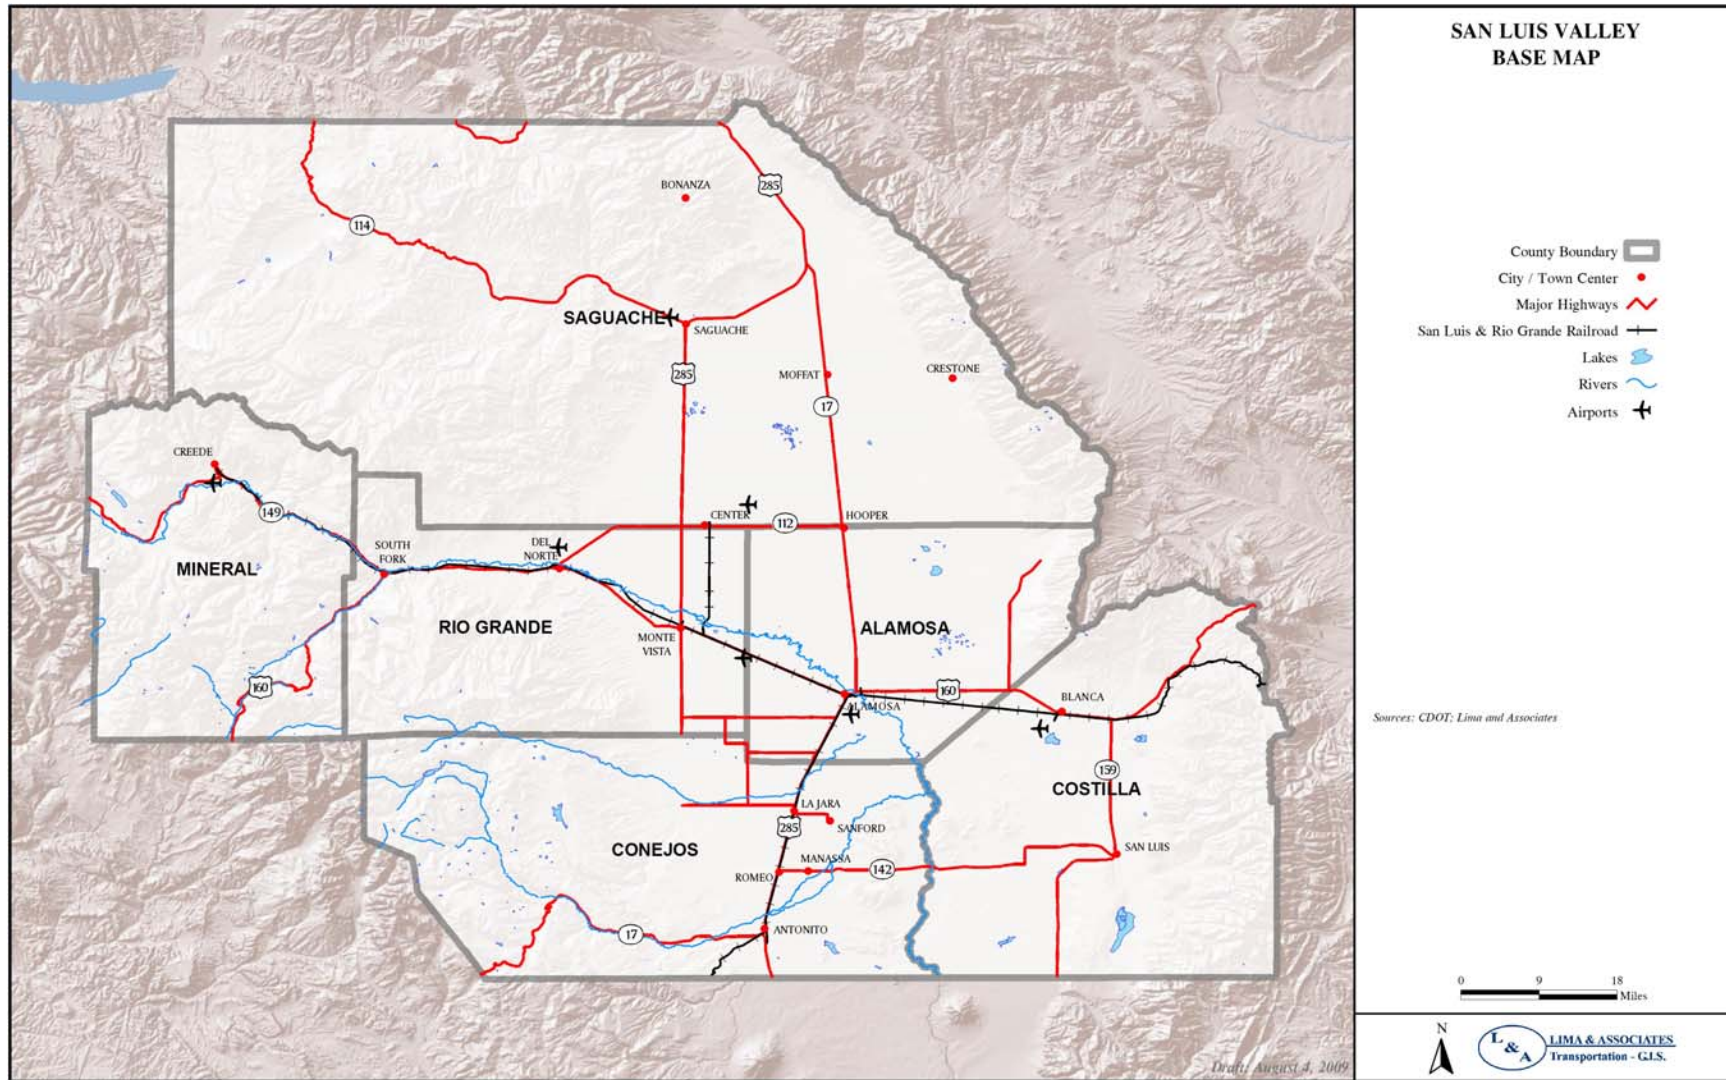 SAN LUIS VALLEY
BASE MAP
County Boundary
City / Town Center
Major Highways
San Luis & Rio Grande Railroad
Lakes
Rivers
Airports
Sources: CDOT; Lima and Associates
0 9 18
Miles
N
L & A
LIMA & ASSOCIATES
Transportation - G.I.S.
Draft: August 4, 2009
BONANZA
285
114
SAGUACHE
SAGUACHE
285
MOFFAT
CRESTONE
17
CREEDE
149
CENTER
112
HOOPER
SOUTH
FORK
DEL
NORTE
MINERAL
RIO GRANDE
MONTE
VISTA
ALAMOSA
160
160
BLANCA
ALAMOSA
159
COSTILLA
LA JARA
285
SANFORD
CONEJOS
MANASSA
ROMEO
142
SAN LUIS
17
ANTONITO